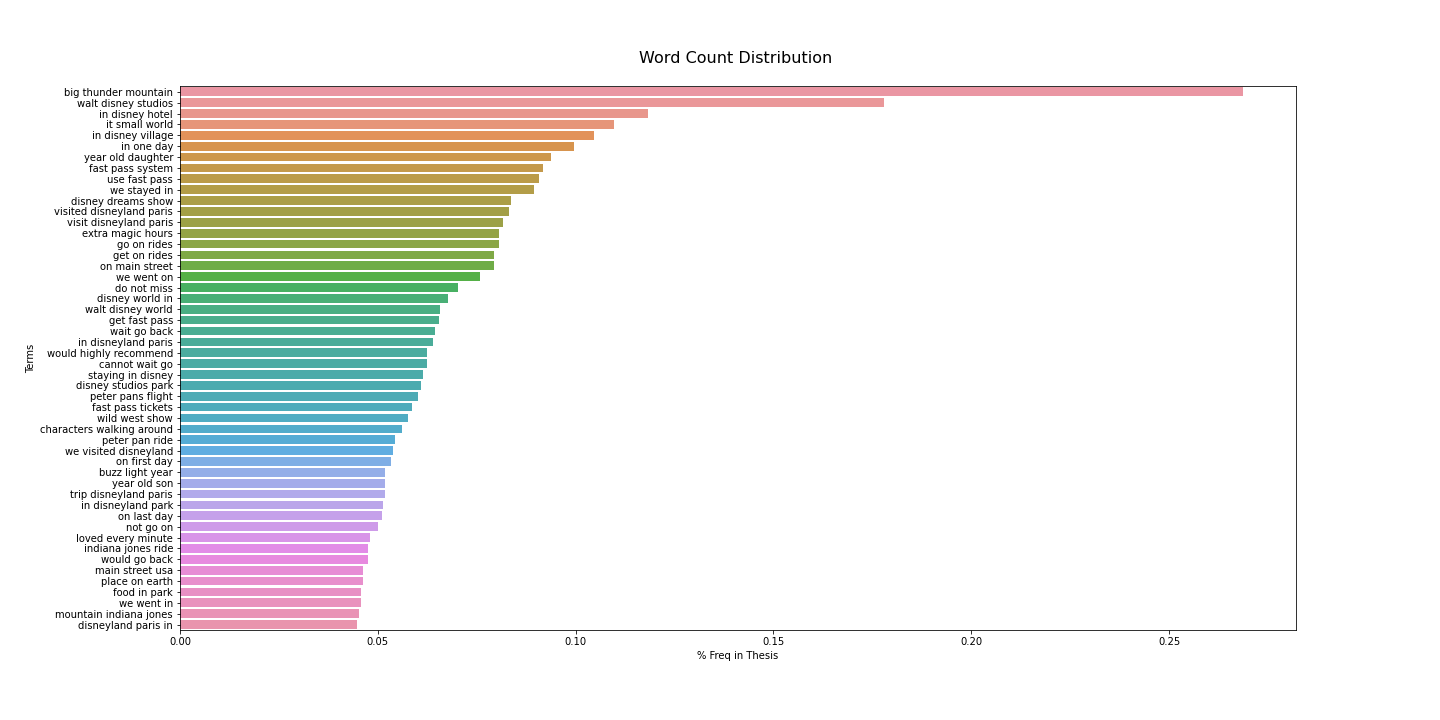 Word Count Distribution
Terms
big thunder mountain
walt disney studios
in disney hotel
it small world
in disney village
in one day
year old daughter
fast pass system
use fast pass
we stayed in
disney dreams show
visited disneyland paris
visit disneyland paris
extra magic hours
go on rides
get on rides
on main street
we went on
do not miss
disney world in
walt disney world
get fast pass
wait go back
in disneyland paris
would highly recommend
cannot wait go
staying in disney
disney studios park
peter pans flight
fast pass tickets
wild west show
characters walking around
peter pan ride
we visited disneyland
on first day
buzz light year
year old son
trip disneyland paris
in disneyland park
on last day
not go on
loved every minute
indiana jones ride
would go back
main street usa
place on earth
food in park
we went in
mountain indiana jones
disneyland paris in
0.00 0.05 0.10 0.15 0.20 0.25
% Freq in Thesis